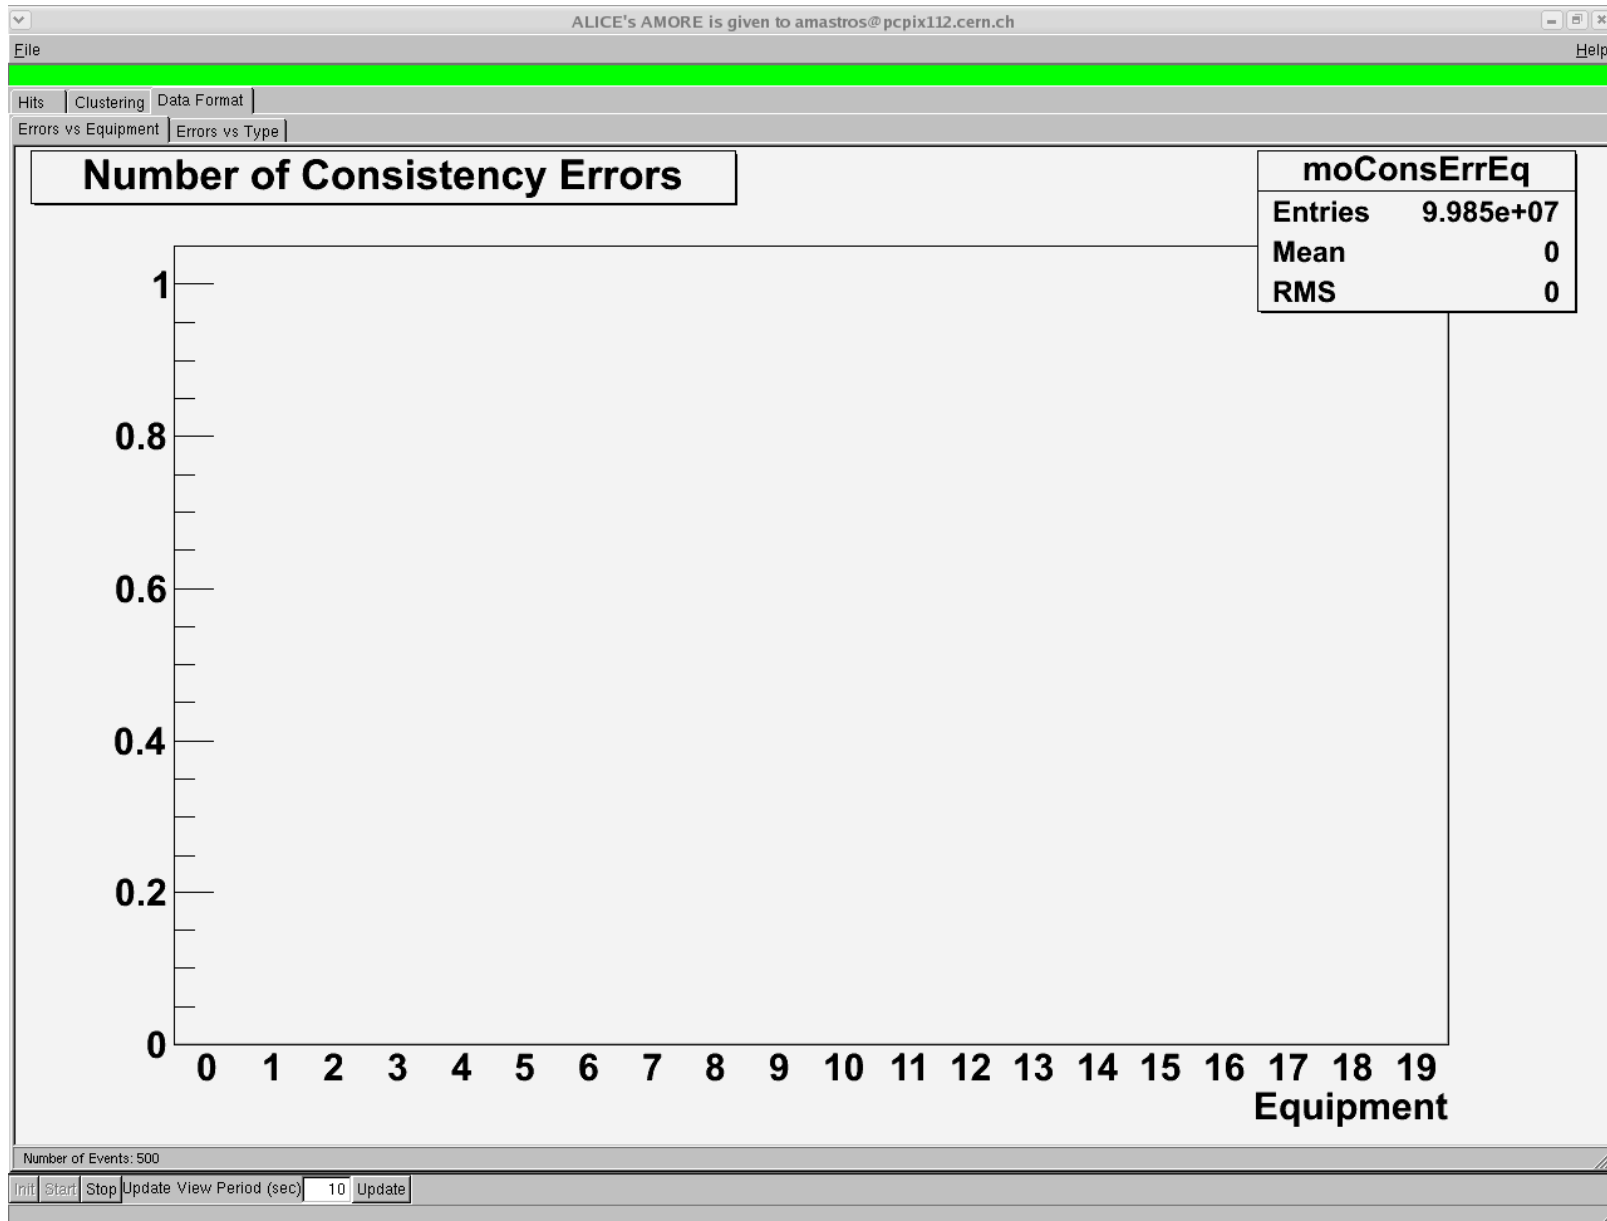 ALICE's AMORE is given to amastros@pcpix112.cern.ch
File Help
Hits Clustering Data Format
Errors vs Equipment Errors vs Type
Number of Consistency Errors
moConsErrEq
Entries 9.985e+07
Mean 0
RMS 0
1
0.8
0.6
0.4
0.2
0
0 1 2 3 4 5 6 7 8 9 10 11 12 13 14 15 16 17 18 19
Equipment
Number of Events: 500
Init Start Stop Update View Period (sec) 10 Update